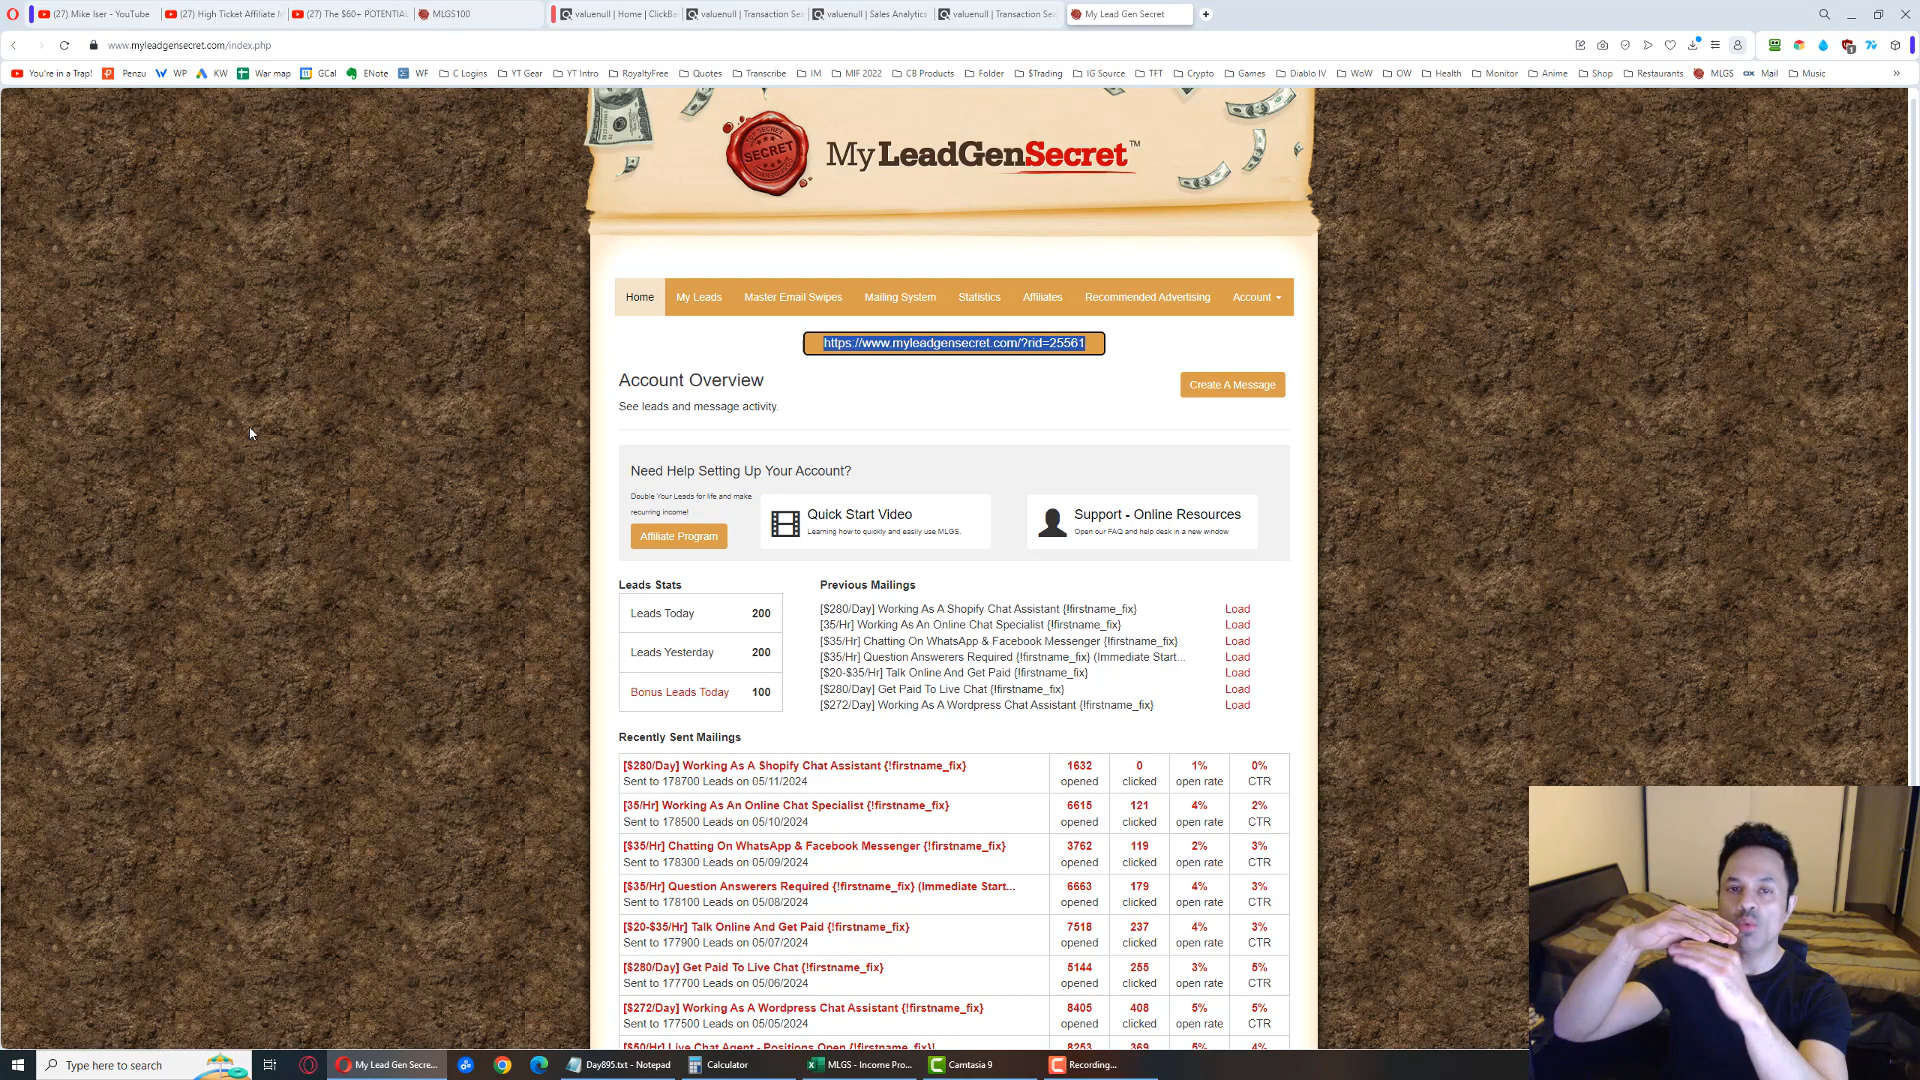 (27) Mike Iser - YouTube
(27) High Ticket Affiliate M
(27) The $60+ POTENTIAL
MLGS100
valuenull | Home | ClickBa
valuenull | Transaction Se
valuenull | Sales Analytics
valuenull | Transaction Se
My Lead Gen Secret
www.myleadgensecret.com/index.php
You're in a Trap!
Penzu
WP
KW
War map
GCal
ENote
WF
C Logins
YT Gear
YT Intro
RoyaltyFree
Quotes
Transcribe
IM
MIF 2022
CB Products
Folder
$Trading
IG Source
TFT
Crypto
Games
Diablo IV
WoW
OW
Health
Monitor
Anime
Shop
Restaurants
MLGS
Mail
Music
SECRET
My LeadGenSecret™
Home
My Leads
Master Email Swipes
Mailing System
Statistics
Affiliates
Recommended Advertising
Account
https://www.myleadgensecret.com/?rid=25561
Account Overview
Create A Message
See leads and message activity.
Need Help Setting Up Your Account?
Double Your Leads for life and make
recurring income!
Affiliate Program
Quick Start Video
Learning how to quickly and easily use MLGS.
Support - Online Resources
Open our FAQ and help desk in a new window
Leads Stats
Leads Today 200
Leads Yesterday 200
Bonus Leads Today 100
Previous Mailings
[$280/Day] Working As A Shopify Chat Assistant {!firstname_fix} Load
[35/Hr] Working As An Online Chat Specialist {!firstname_fix} Load
[$35/Hr] Chatting On WhatsApp & Facebook Messenger {!firstname_fix} Load
[$35/Hr] Question Answerers Required {!firstname_fix} (Immediate Start... Load
[$20-$35/Hr] Talk Online And Get Paid {!firstname_fix} Load
[$280/Day] Get Paid To Live Chat {!firstname_fix} Load
[$272/Day] Working As A Wordpress Chat Assistant {!firstname_fix} Load
Recently Sent Mailings
[$280/Day] Working As A Shopify Chat Assistant {!firstname_fix} 1632 0 1% 0%
Sent to 178700 Leads on 05/11/2024 opened clicked open rate CTR
[35/Hr] Working As An Online Chat Specialist {!firstname_fix} 6615 121 4% 2%
Sent to 178500 Leads on 05/10/2024 opened clicked open rate CTR
[$35/Hr] Chatting On WhatsApp & Facebook Messenger {!firstname_fix} 3762 119 2% 3%
Sent to 178300 Leads on 05/09/2024 opened clicked open rate CTR
[$35/Hr] Question Answerers Required {!firstname_fix} (Immediate Start... 6663 179 4% 3%
Sent to 178100 Leads on 05/08/2024 opened clicked open rate CTR
[$20-$35/Hr] Talk Online And Get Paid {!firstname_fix} 7518 237 4% 3%
Sent to 177900 Leads on 05/07/2024 opened clicked open rate CTR
[$280/Day] Get Paid To Live Chat {!firstname_fix} 5144 255 3% 5%
Sent to 177700 Leads on 05/06/2024 opened clicked open rate CTR
[$272/Day] Working As A Wordpress Chat Assistant {!firstname_fix} 8405 408 5% 5%
Sent to 177500 Leads on 05/05/2024 opened clicked open rate CTR
[$50/Hr] Live Chat Agent - Positions Open {!firstname_fix} 8253 369 5% 4%
Type here to search
My Lead Gen Secre...
Day895.txt - Notepad
Calculator
MLGS - Income Pro...
Camtasia 9
Recording...